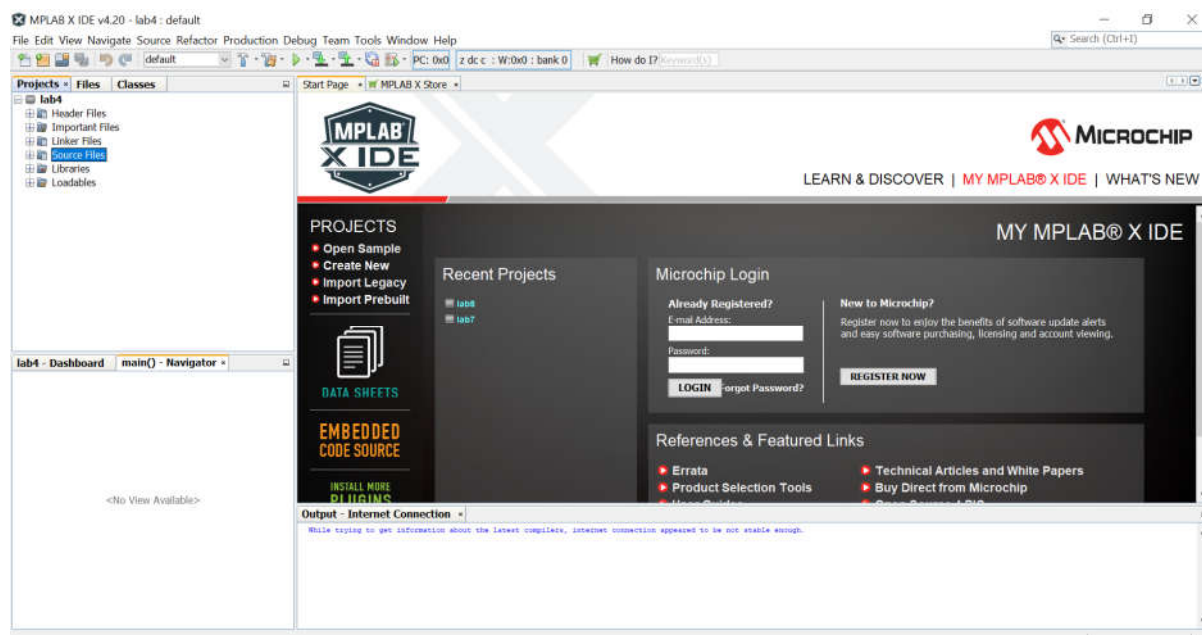 MPLAB X IDE v4.20 - lab4 : default
File Edit View Navigate Source Refactor Production Debug Team Tools Window Help
Search (Ctrl+I)
default
PC: 0x0
z dc c : W:0x0 : bank 0
How do I?
(Keyword(s))
Projects
Files
Classes
lab4
Header Files
Important Files
Linker Files
Source Files
Libraries
Loadables
Start Page
MPLAB X Store
MPLAB
X IDE
MICROCHIP
LEARN & DISCOVER | MY MPLAB® X IDE | WHAT'S NEW
MY MPLAB® X IDE
PROJECTS
Open Sample
Create New
Import Legacy
Import Prebuilt
DATA SHEETS
EMBEDDED
CODE SOURCE
INSTALL MORE
PLUGINS
Recent Projects
lab8
lab7
Microchip Login
Already Registered?
E-mail Address:
Password:
LOGIN
Forgot Password?
New to Microchip?
Register now to enjoy the benefits of software update alerts
and easy software purchasing, licensing and account viewing.
REGISTER NOW
References & Featured Links
Errata
Product Selection Tools
Technical Articles and White Papers
Buy Direct from Microchip
lab4 - Dashboard
main() - Navigator
<No View Available>
Output - Internet Connection
While trying to get information about the latest compilers, internet connection appeared to be not stable enough.